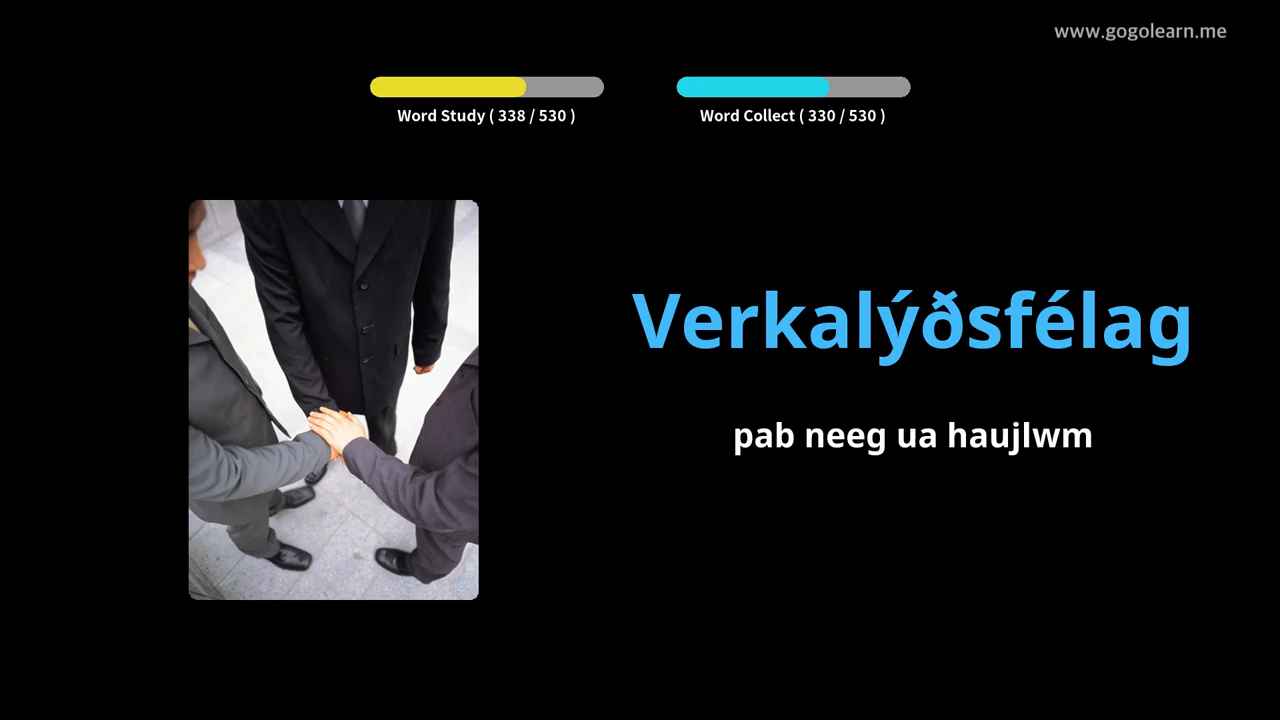 www.gogolearn.me
Word Study ( 338 / 530 )
Word Collect ( 330 / 530 )
Verkalýðsfélag
pab neeg ua haujlwm